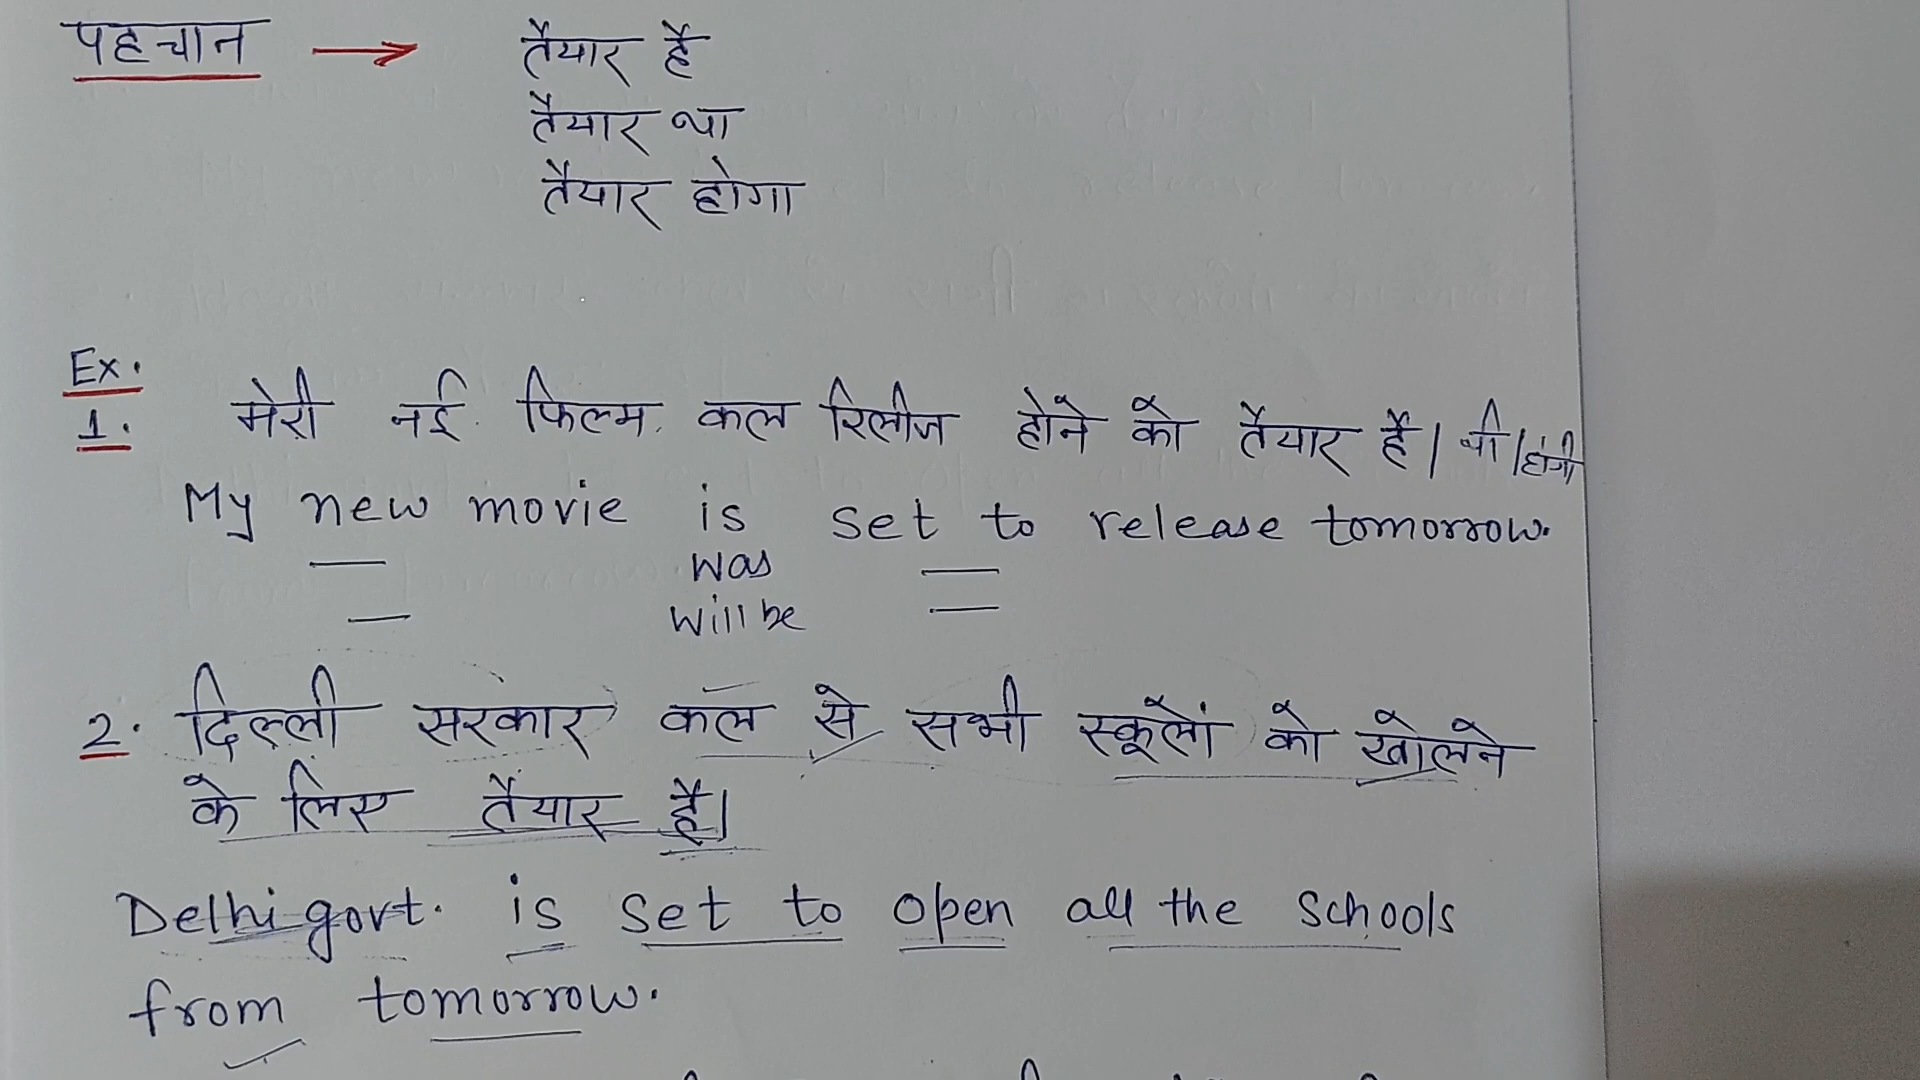 पहचान → तैयार है
तैयार था
तैयार होगा
Ex.
1. मेरी नई फिल्म कल रिलीज होने को तैयार है। थी/होगी
My new movie is set to release tomorrow.
— was =
— will be =
2. दिल्ली सरकार कल से सभी स्कूलों को खोलने
के लिए तैयार है।
Delhi govt. is set to open all the schools
from tomorrow.